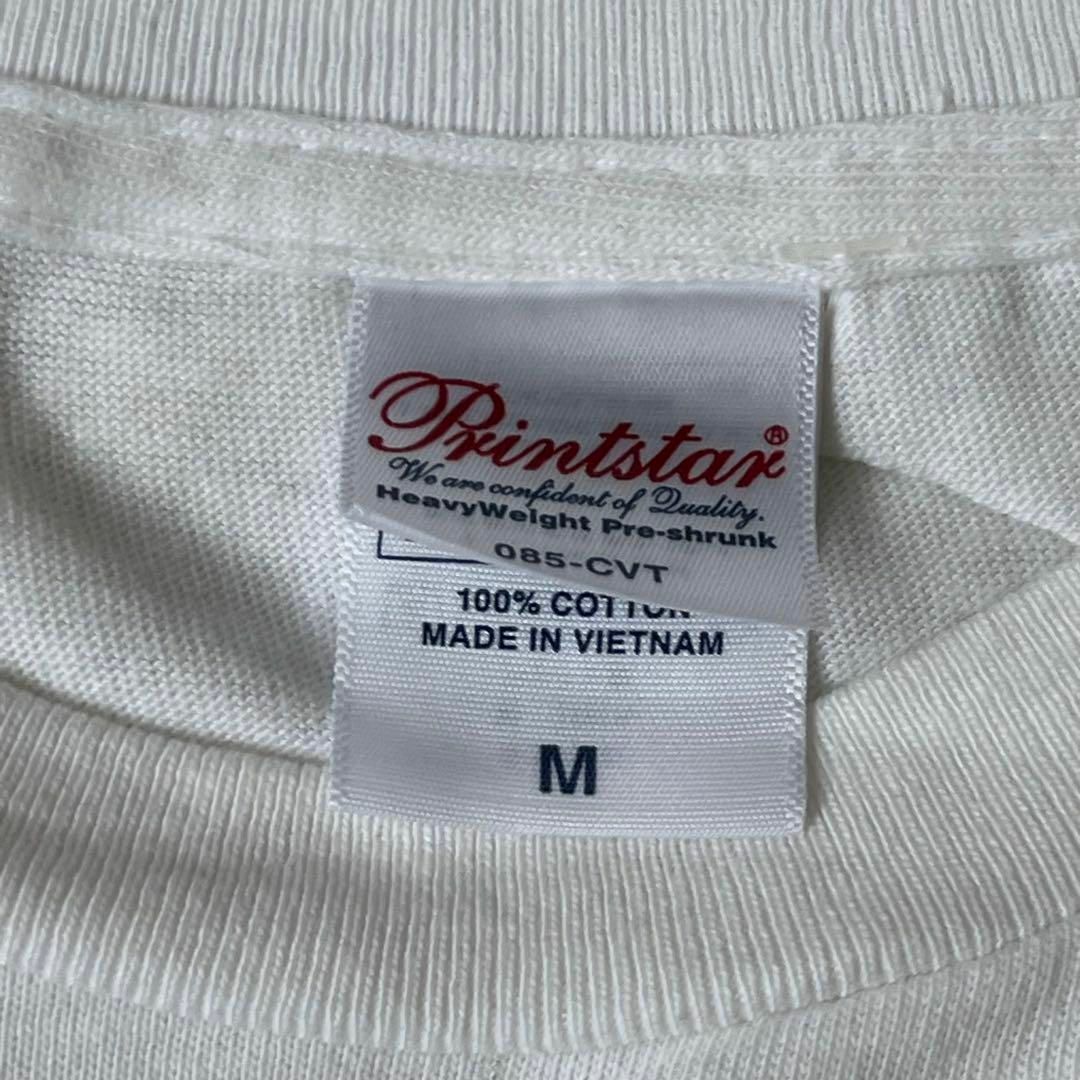 Printstar®
We are confident of Quality.
HeavyWeight Pre-shrunk
085-CVT
100% COTTON
MADE IN VIETNAM
M